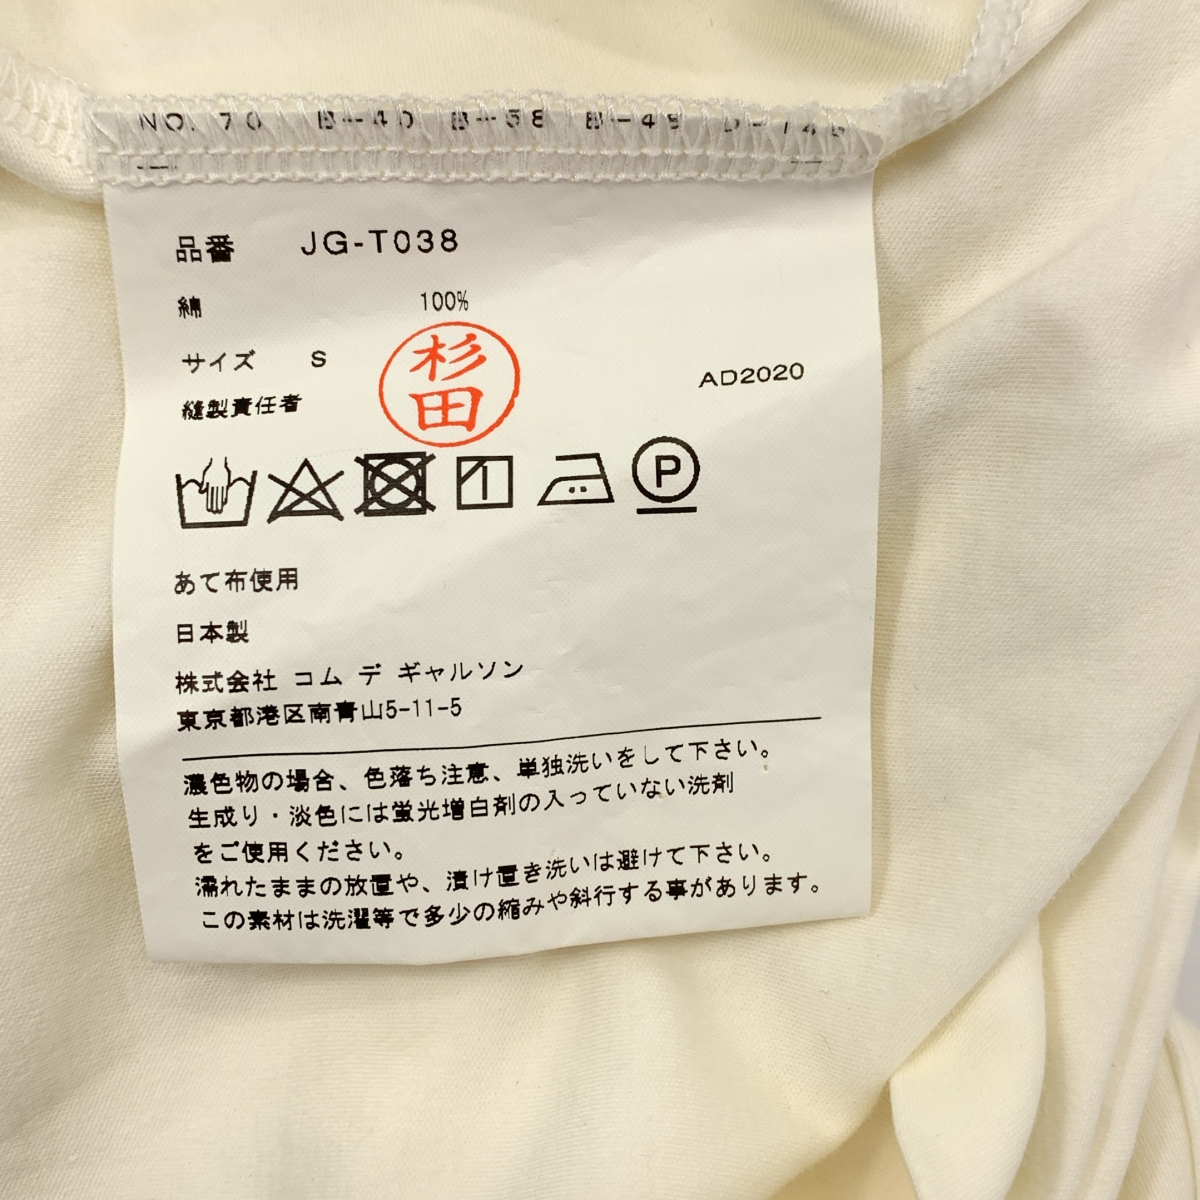 NO. 70
品番 JG-T038
綿 100%
サイズ S
杉田
AD2020
縫製責任者
P
あて布使用
日本製
株式会社 コム デ ギャルソン
東京都港区南青山5-11-5
濃色物の場合、色落ち注意、単独洗いをして下さい。
生成り・淡色には蛍光増白剤の入っていない洗剤
をご使用ください。
濡れたままの放置や、漬け置き洗いは避けて下さい。
この素材は洗濯等で多少の縮みや斜行する事があります。